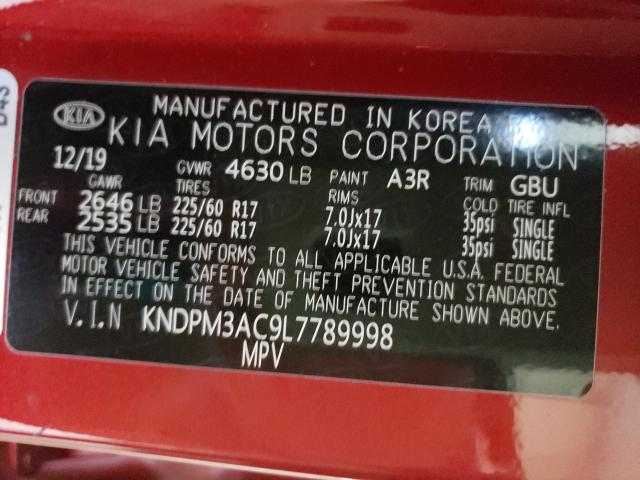 KIA MANUFACTURED IN KOREA
KIA MOTORS CORPORATION
12/19 GVWR 4630 LB PAINT A3R TRIM GBU
GAWR TIRES RIMS COLD TIRE INFL
FRONT 2646 LB 225/60 R17 7.0Jx17 35psi SINGLE
REAR 2535 LB 225/60 R17 7.0Jx17 35psi SINGLE
THIS VEHICLE CONFORMS TO ALL APPLICABLE U.S.A. FEDERAL
MOTOR VEHICLE SAFETY AND THEFT PREVENTION STANDARDS
IN EFFECT ON THE DATE OF MANUFACTURE SHOWN ABOVE.
V.I.N KNDPM3AC9L7789998
MPV